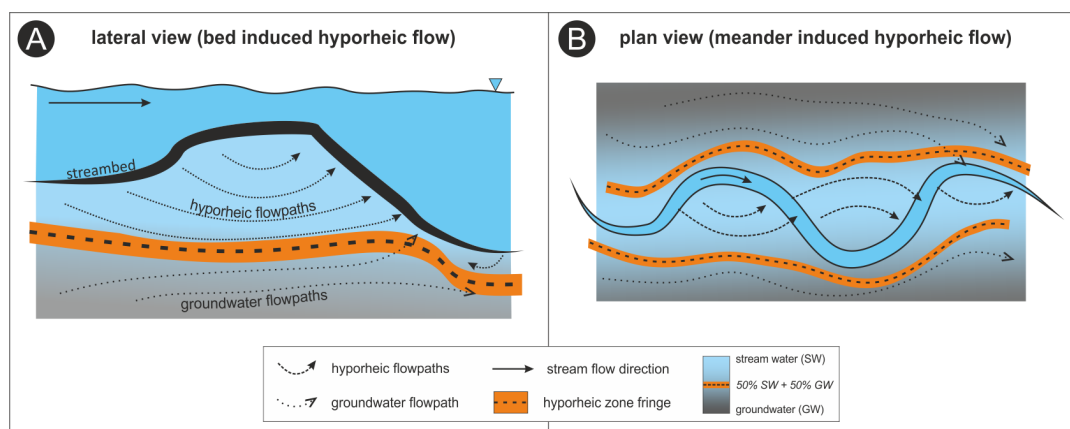 A
lateral view (bed induced hyporheic flow)
streambed
hyporheic flowpaths
groundwater flowpaths
B
plan view (meander induced hyporheic flow)
hyporheic flowpaths
groundwater flowpath
stream flow direction
hyporheic zone fringe
stream water (SW)
50% SW + 50% GW
groundwater (GW)